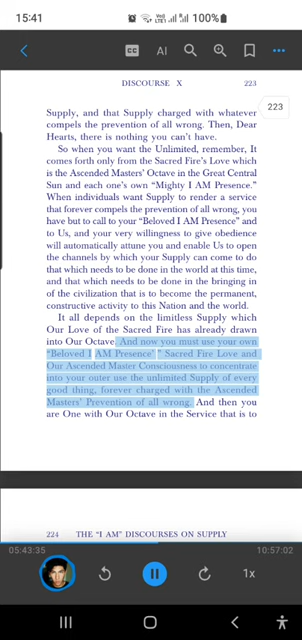 15:41
VoLTE
LTE1
100%
CC
AI
DISCOURSE X 223
223
Supply, and that Supply charged with whatever
compels the prevention of all wrong. Then, Dear
Hearts, there is nothing you can't have.
So when you want the Unlimited, remember, It
comes forth only from the Sacred Fire's Love which
is the Ascended Masters' Octave in the Great Central
Sun and each one's own "Mighty I AM Presence."
When individuals want Supply to render a service
that forever compels the prevention of all wrong, you
have but to call to your "Beloved I AM Presence" and
to Us, and your very willingness to give obedience
will automatically attune you and enable Us to open
the channels by which your Supply can come to do
that which needs to be done in the world at this time,
and that which needs to be done in the bringing in
of the civilization that is to become the permanent,
constructive activity to this Nation and the world.
It all depends on the limitless Supply which
Our Love of the Sacred Fire has already drawn
into Our Octave. And now you must use your own
"Beloved I AM Presence' " Sacred Fire Love and
Our Ascended Master Consciousness to concentrate
into your outer use the unlimited Supply of every
good thing, forever charged with the Ascended
Masters' Prevention of all wrong. And then you
are One with Our Octave in the Service that is to
224 THE "I AM" DISCOURSES ON SUPPLY
05:43:35 10:57:02
1x